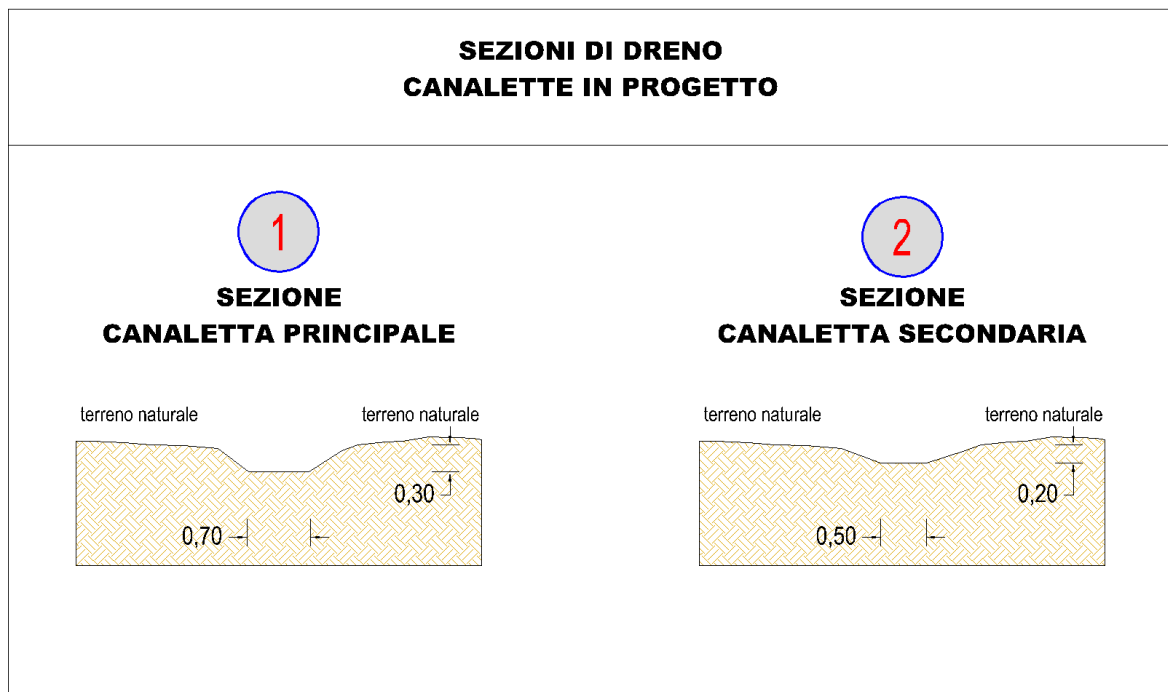 SEZIONI DI DRENO
CANALETTE IN PROGETTO
1
SEZIONE
CANALETTA PRINCIPALE
terreno naturale
terreno naturale
0,30
0,70
2
SEZIONE
CANALETTA SECONDARIA
terreno naturale
terreno naturale
0,20
0,50